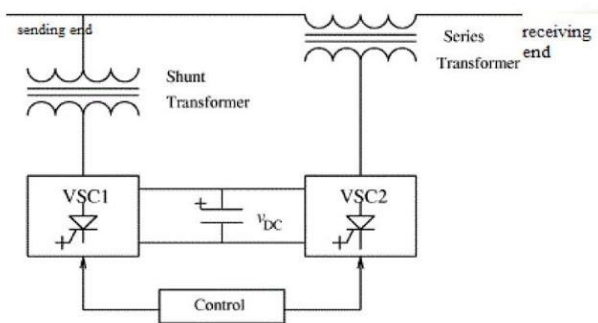 sending end
Series
Transformer
receiving
end
Shunt
Transformer
VSC1
VSC2
+
vDC
+
+
Control